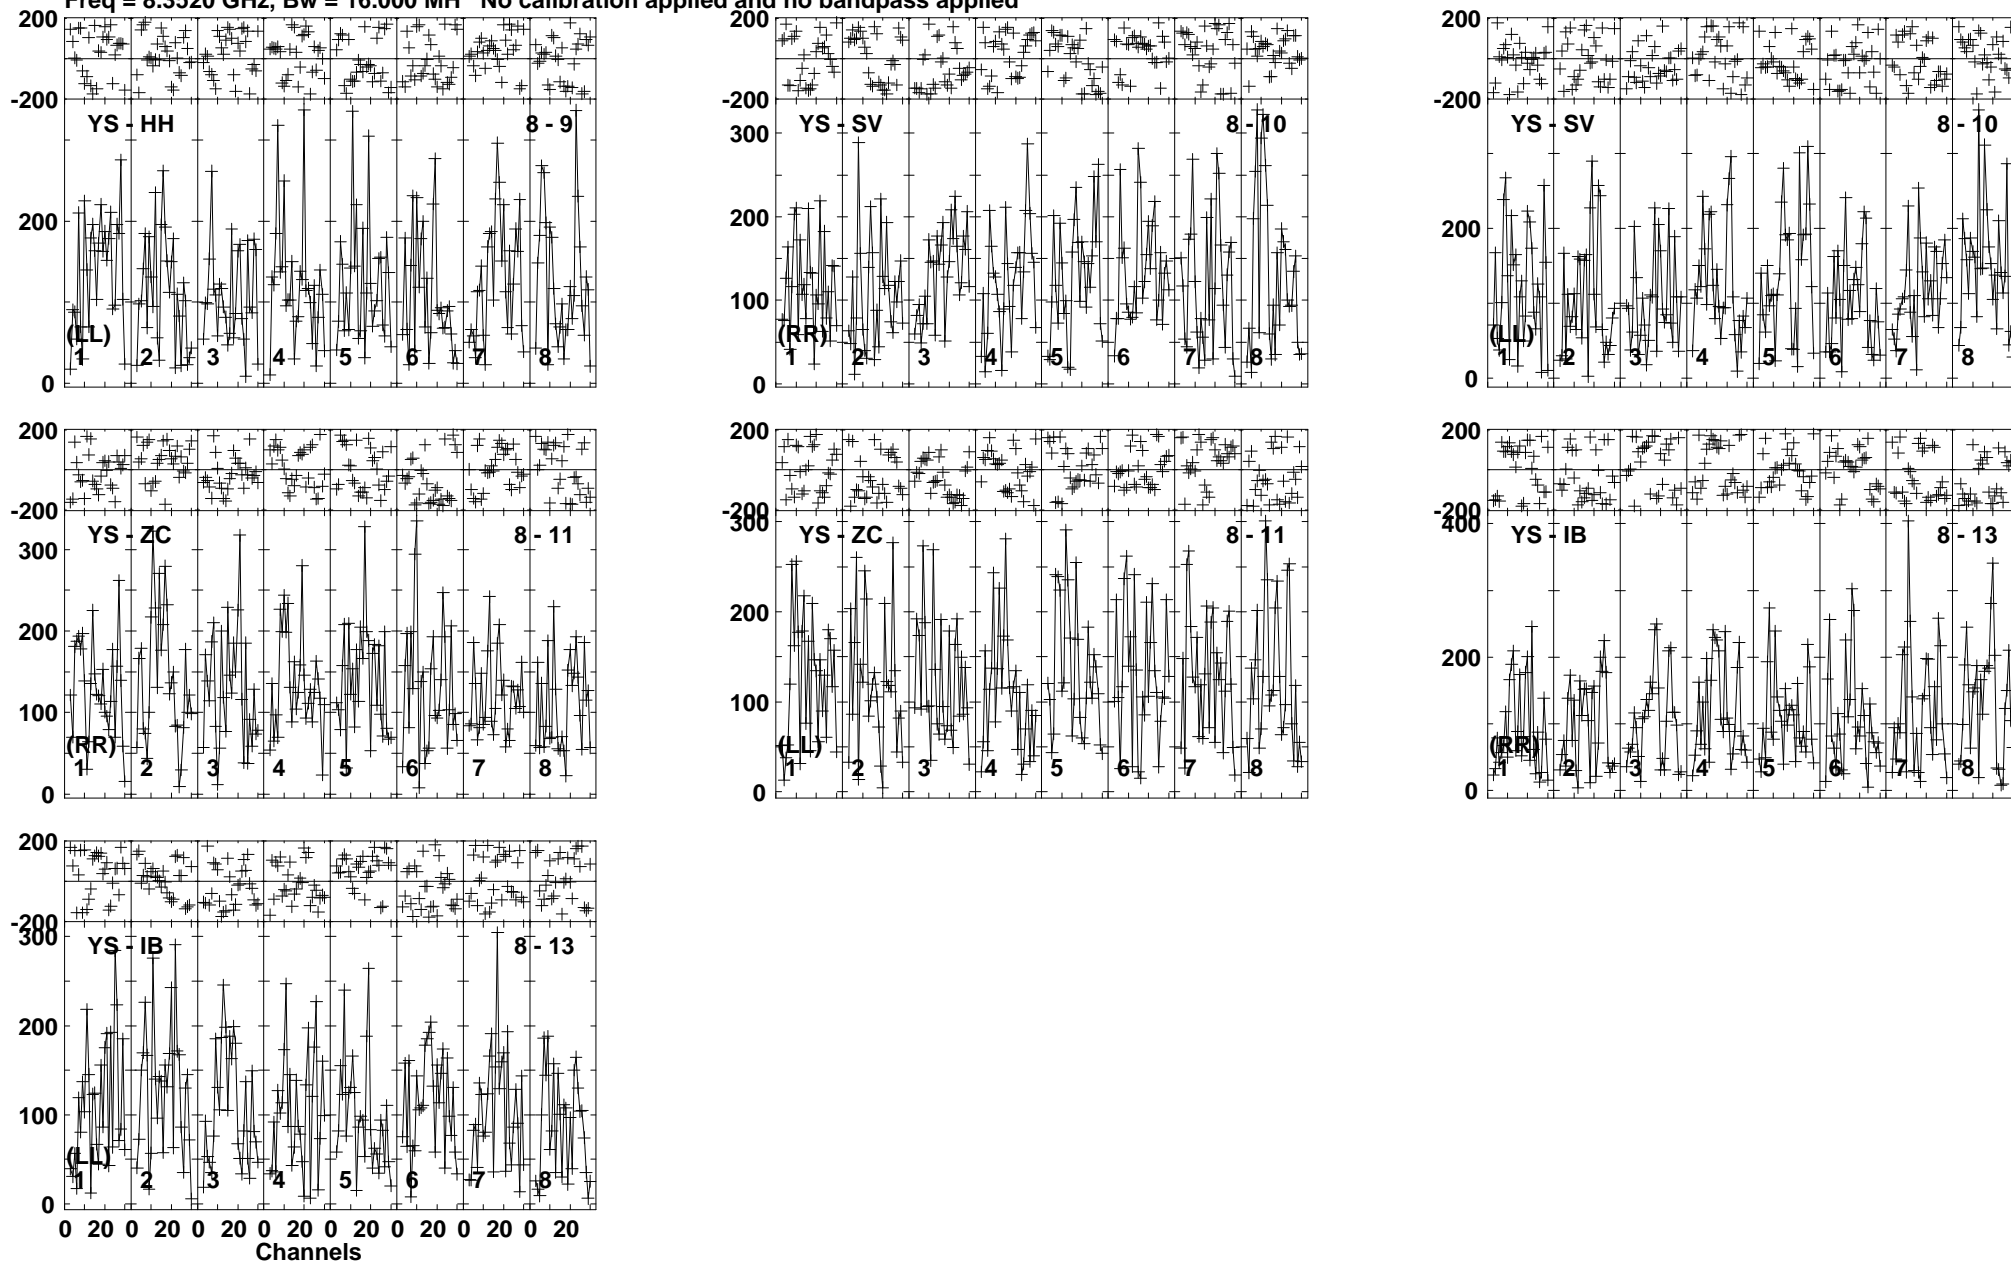 Freq = 8.3520 GHz, Bw = 16.000 MH No calibration applied and no bandpass applied
200
-200
YS - HH 8 - 9
200
(LL)
1 2 3 4 5 6 7 8
0
200
-200
YS - SV 8 - 10
300
200
100
(RR)
1 2 3 4 5 6 7 8
0
200
-200
YS - SV 8 - 10
200
(LL)
1 2 3 4 5 6 7 8
0
200
-200
YS - ZC 8 - 11
300
200
100
(RR)
1 2 3 4 5 6 7 8
0
200
-200
300
YS - ZC 8 - 11
200
100
(LL)
1 2 3 4 5 6 7 8
0
200
-200
400
YS - IB 8 - 13
200
(RR)
1 2 3 4 5 6 7 8
0
200
-200
300
YS - IB 8 - 13
200
100
(LL)
1 2 3 4 5 6 7 8
0
0 20 0 20 0 20 0 20 0 20 0 20 0 20 0 20
Channels